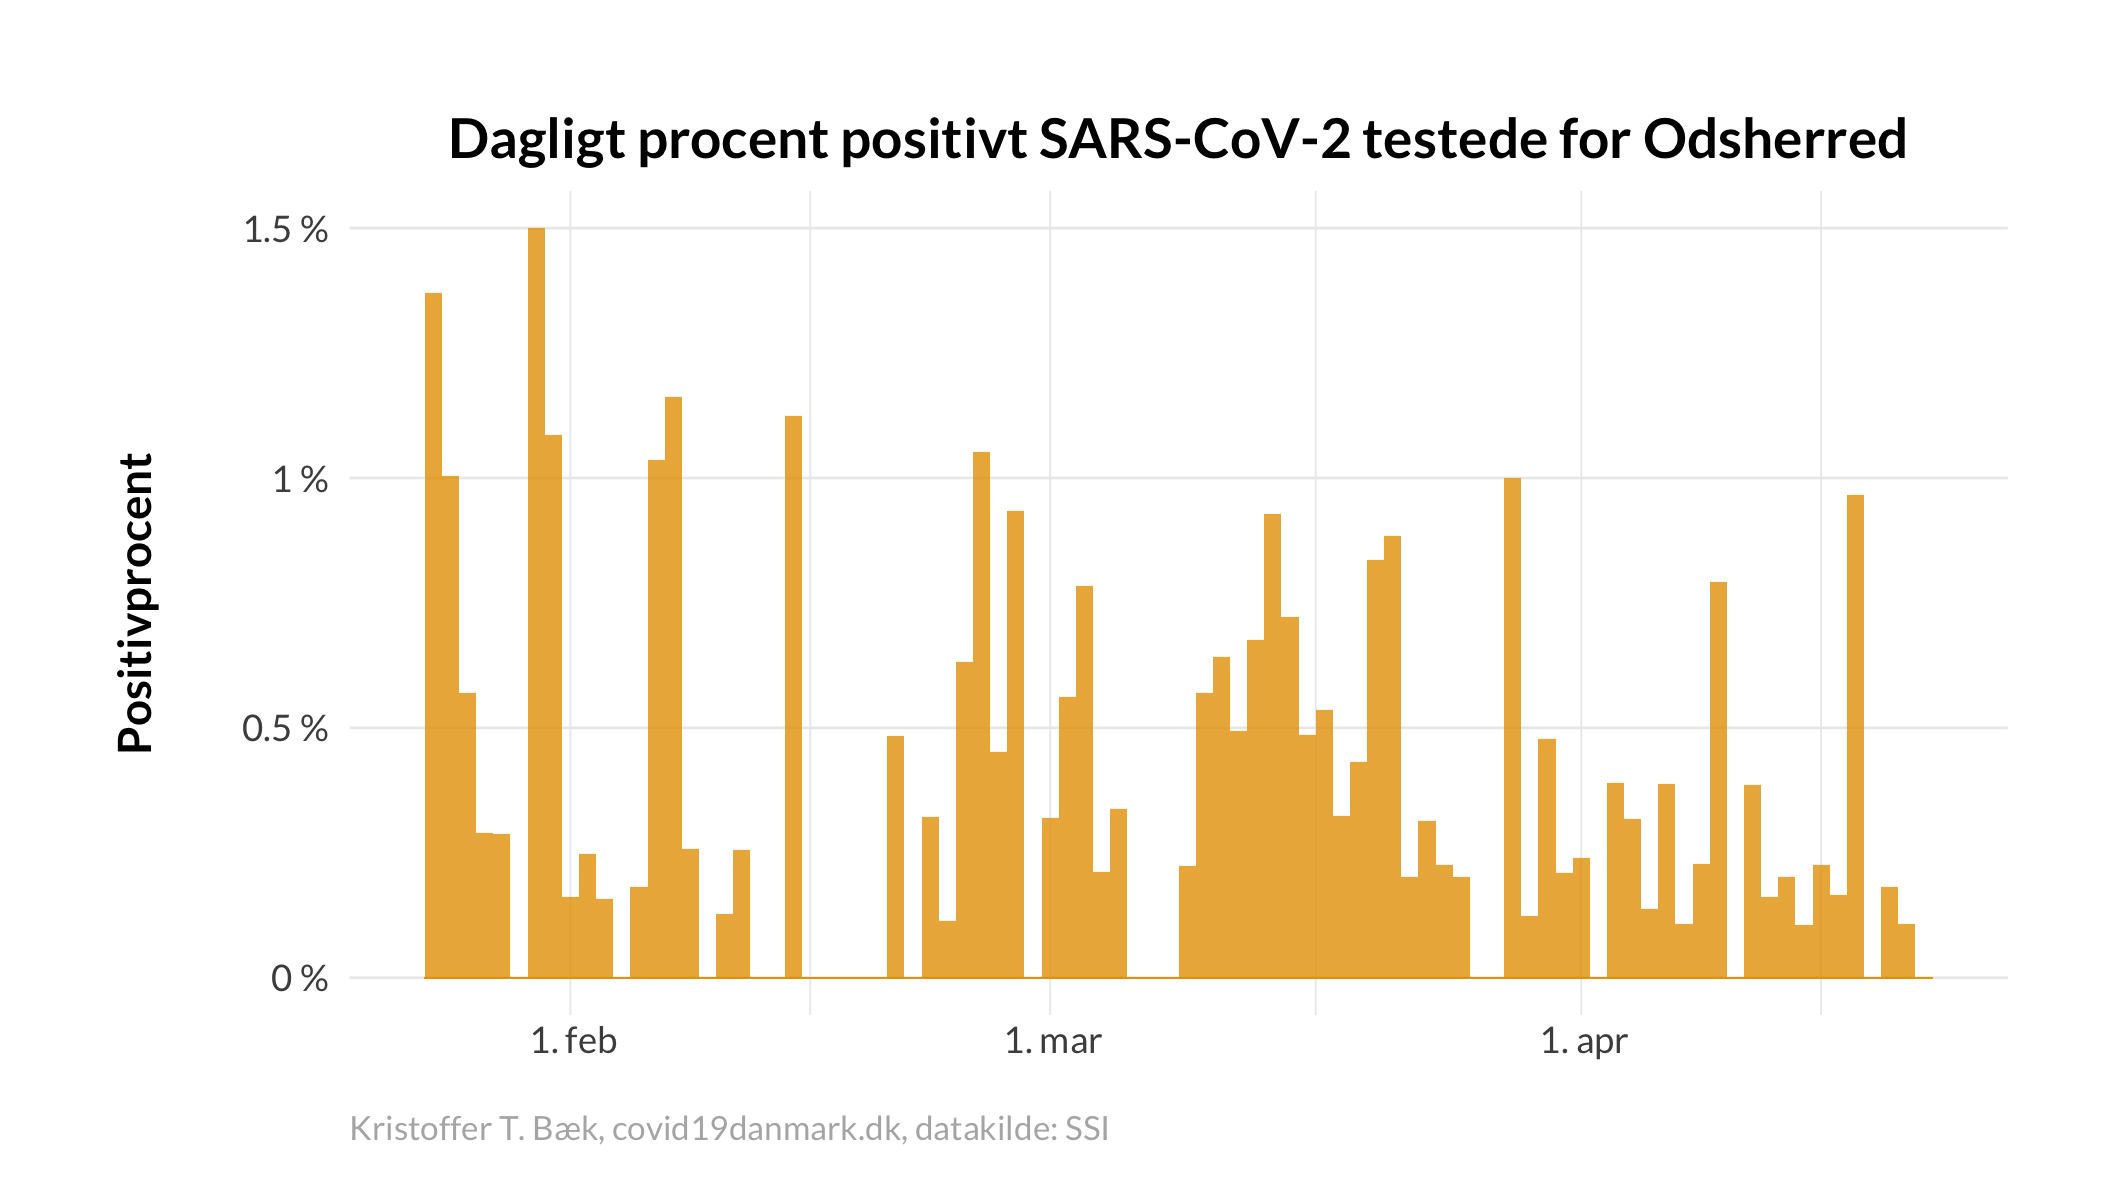 Dagligt procent positivt SARS-CoV-2 testede for Odsherred
Positivprocent
1.5 %
1 %
0.5 %
0 %
1. feb
1. mar
1. apr
Kristoffer T. Bæk, covid19danmark.dk, datakilde: SSI